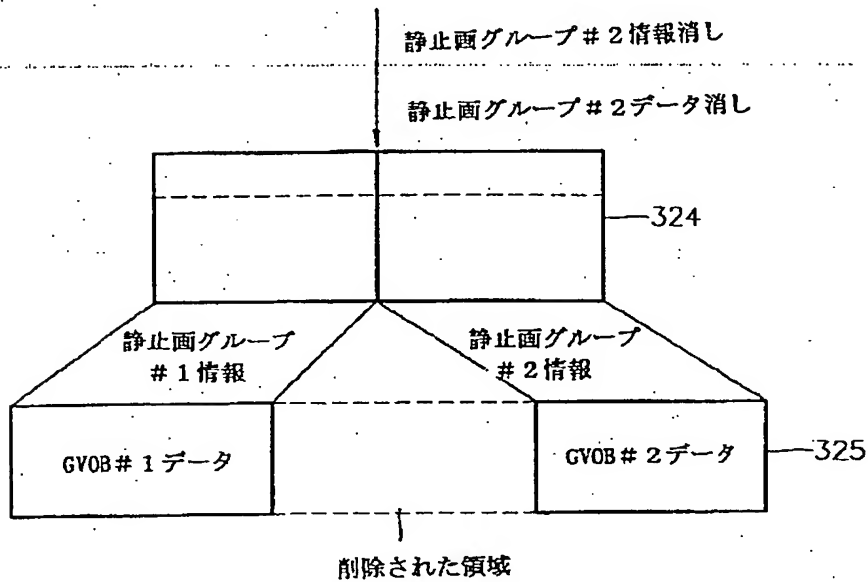 静止画グループ＃２情報消し
静止画グループ＃２データ消し
324
静止画グループ
＃１情報
静止画グループ
＃２情報
GVOB＃１データ
GVOB＃２データ
325
削除された領域